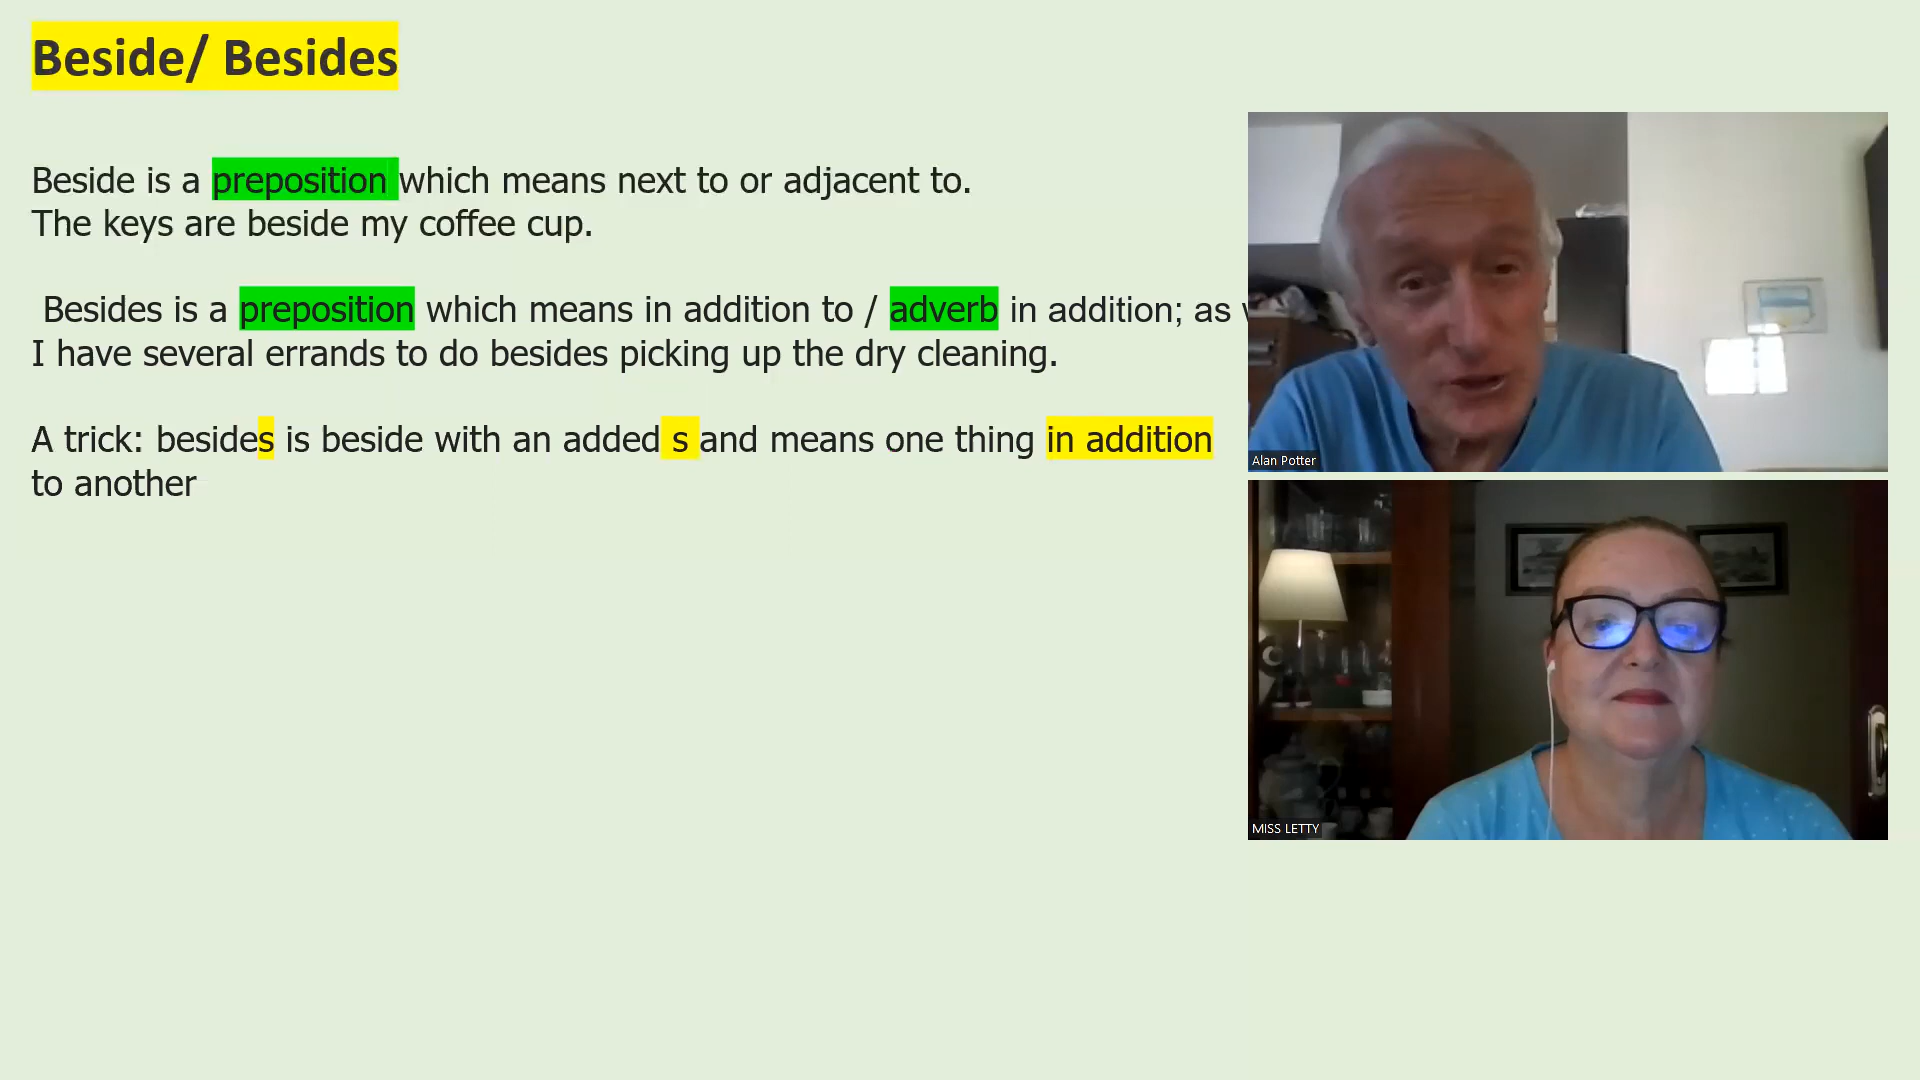 Beside/ Besides
Beside is a preposition which means next to or adjacent to.
The keys are beside my coffee cup.
Besides is a preposition which means in addition to / adverb in addition; as
I have several errands to do besides picking up the dry cleaning.
A trick: besides is beside with an added s and means one thing in addition
to another
Alan Potter
MISS LETTY